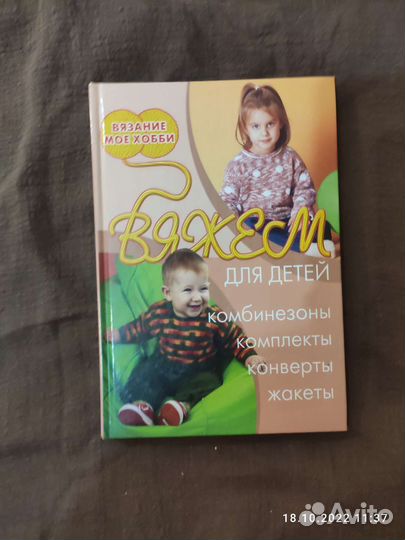 ВЯЗАНИЕ
МОЕ ХОББИ
ВЯЖЕМ
ДЛЯ ДЕТЕЙ
комбинезоны
комплекты
конверты
жакеты
18.10.2022 11:37
Avito